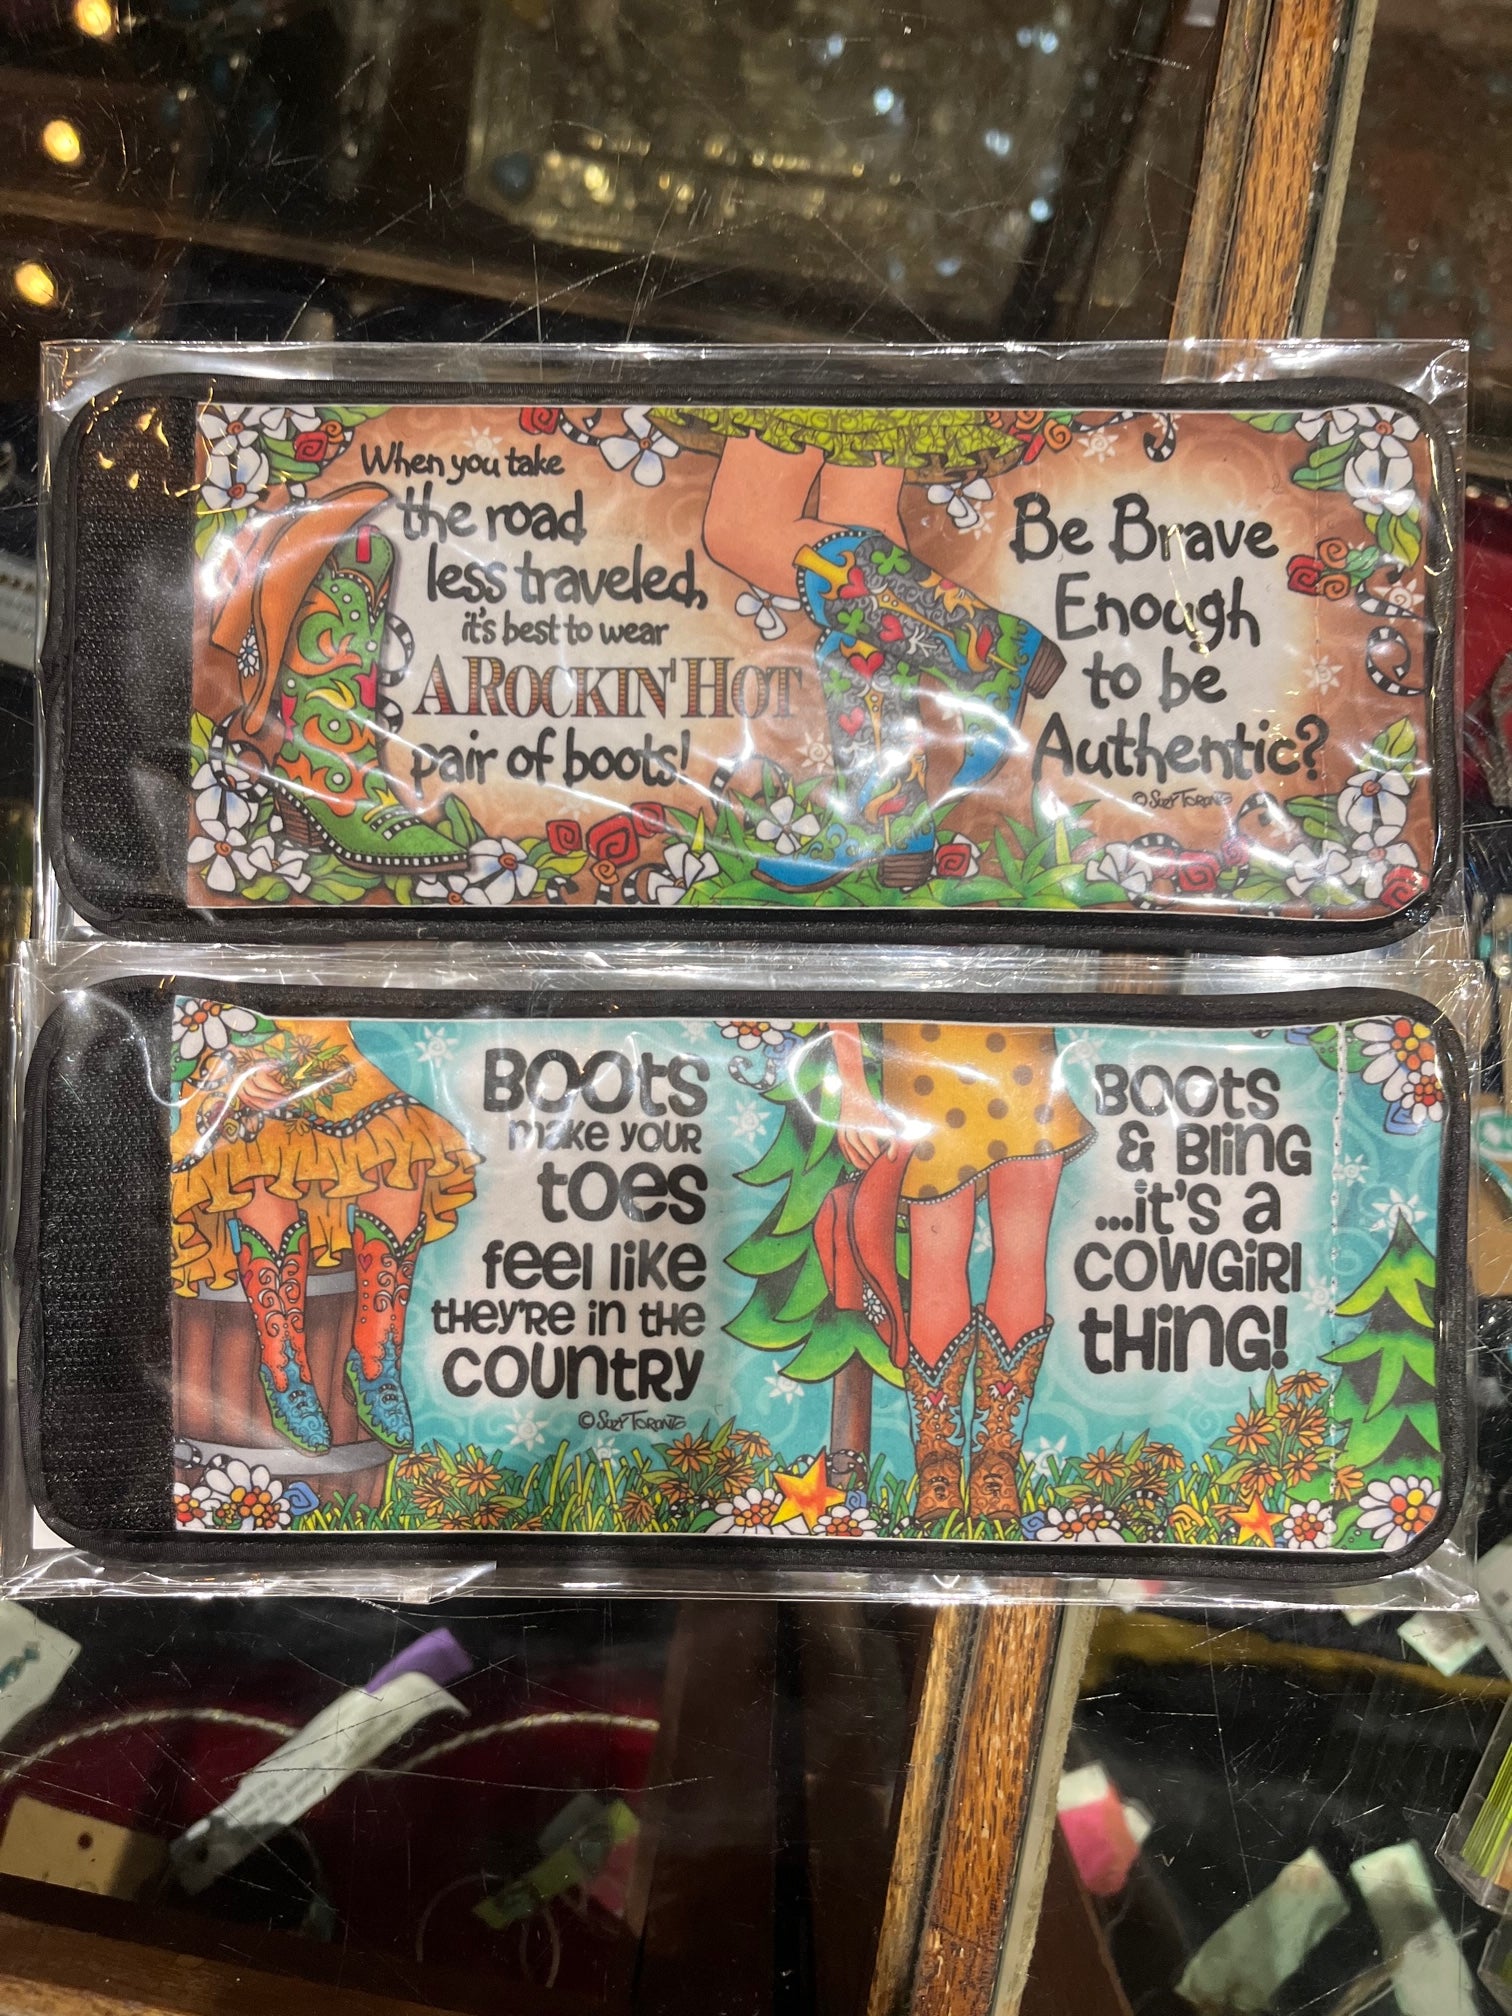 When you take
the road
less traveled,
it's best to wear
A ROCKIN' HOT
pair of boots!
Be Brave
Enough
to be
Authentic?
© Suzy Toronto
BOOts
make your
toes
feel like
they're in the
country
© Suzy Toronto
BOOts
& Bling
...it's a
cowgirl
thing!